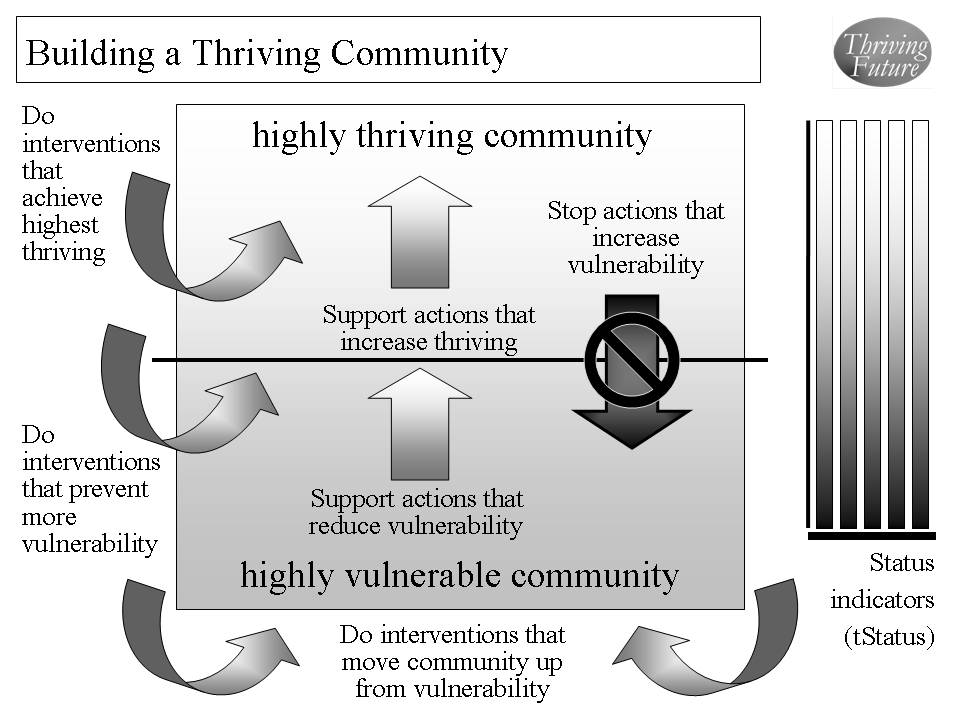 Building a Thriving Community
Thriving
Future
Do
interventions
that
achieve
highest
thriving
highly thriving community
Stop actions that
increase
vulnerability
Support actions that
increase thriving
Do
interventions
that prevent
more
vulnerability
Support actions that
reduce vulnerability
highly vulnerable community
Do interventions that
move community up
from vulnerability
Status
indicators
(tStatus)